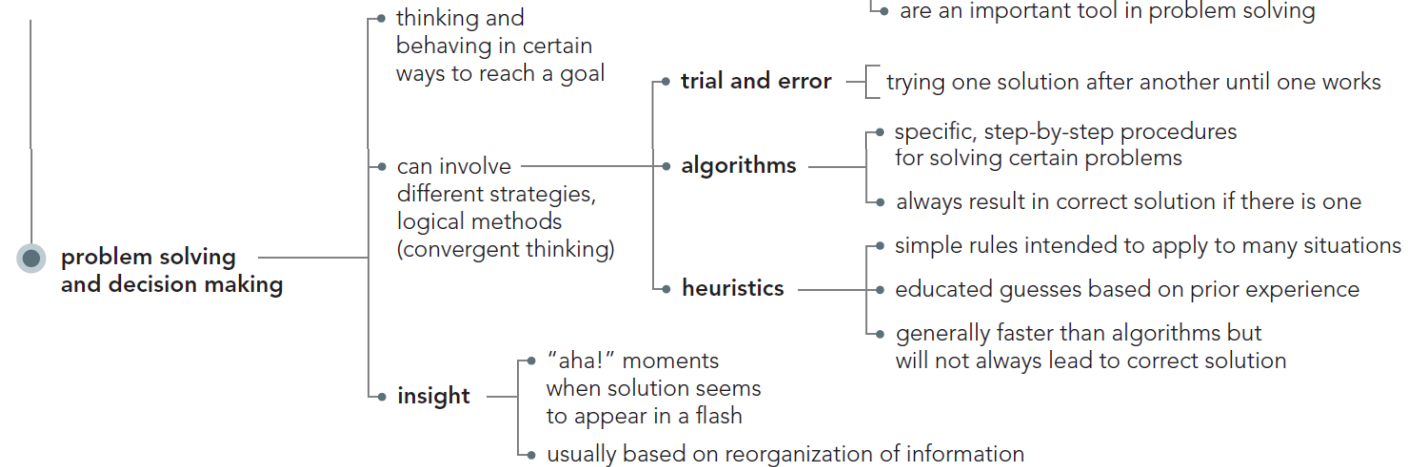 are an important tool in problem solving
thinking and
behaving in certain
ways to reach a goal
trial and error
trying one solution after another until one works
specific, step-by-step procedures
for solving certain problems
can involve
different strategies,
logical methods
(convergent thinking)
algorithms
always result in correct solution if there is one
problem solving
and decision making
simple rules intended to apply to many situations
heuristics
educated guesses based on prior experience
generally faster than algorithms but
will not always lead to correct solution
insight
“aha!” moments
when solution seems
to appear in a flash
usually based on reorganization of information